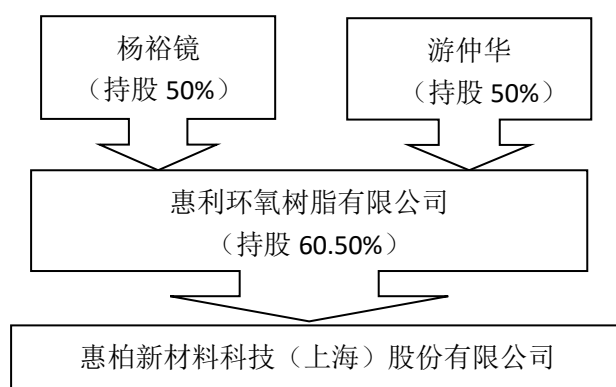 杨裕镜
（持股 50%）
游仲华
（持股 50%）
惠利环氧树脂有限公司
（持股 60.50%）
惠柏新材料科技（上海）股份有限公司